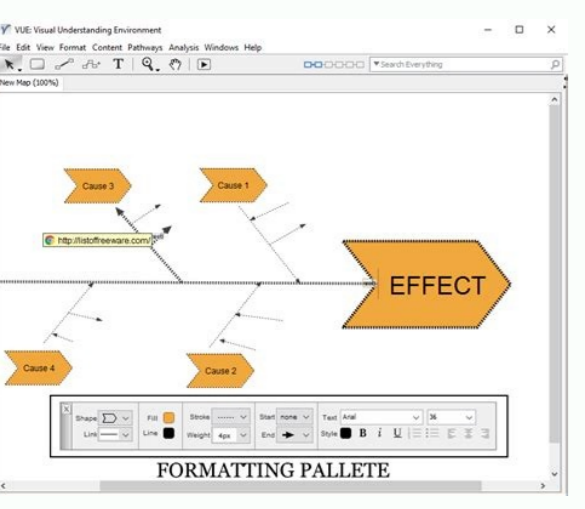 VUE: Visual Understanding Environment
File Edit View Format Content Pathways Analysis Windows Help
T Search Everything
New Map (100%)
Cause 3
Cause 1
http://listoffreeware.com/
EFFECT
Cause 4
Cause 2
X
Shape Fill Stroke Start none Text Arial 36
Link Line Weight 4px End Style B i U
FORMATTING PALLETE